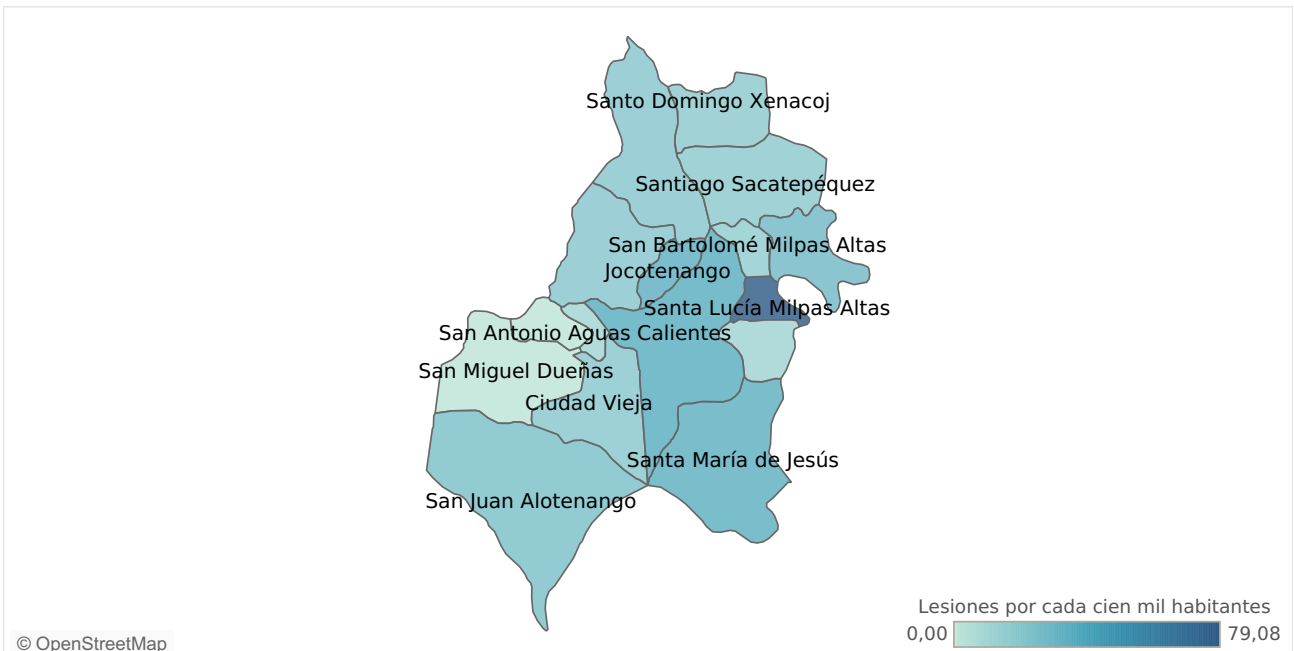 Santo Domingo Xenacoj
Santiago Sacatepéquez
San Bartolomé Milpas Altas
Jocotenango
Santa Lucía Milpas Altas
San Antonio Aguas Calientes
San Miguel Dueñas
Ciudad Vieja
Santa María de Jesús
San Juan Alotenango
Lesiones por cada cien mil habitantes
0,00 79,08
© OpenStreetMap